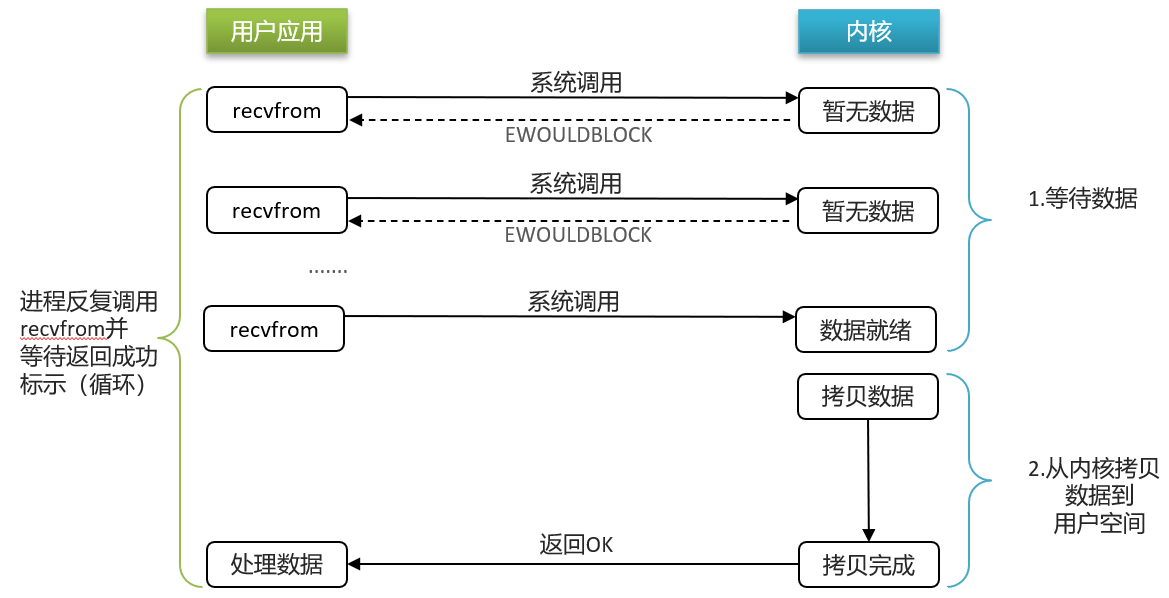 用户应用
内核
系统调用
recvfrom
暂无数据
EWOULDBLOCK
系统调用
recvfrom
暂无数据
1.等待数据
EWOULDBLOCK
.......
系统调用
recvfrom
数据就绪
进程反复调用
recvfrom并
等待返回成功
标示（循环）
拷贝数据
2.从内核拷贝
数据到
用户空间
返回OK
处理数据
拷贝完成